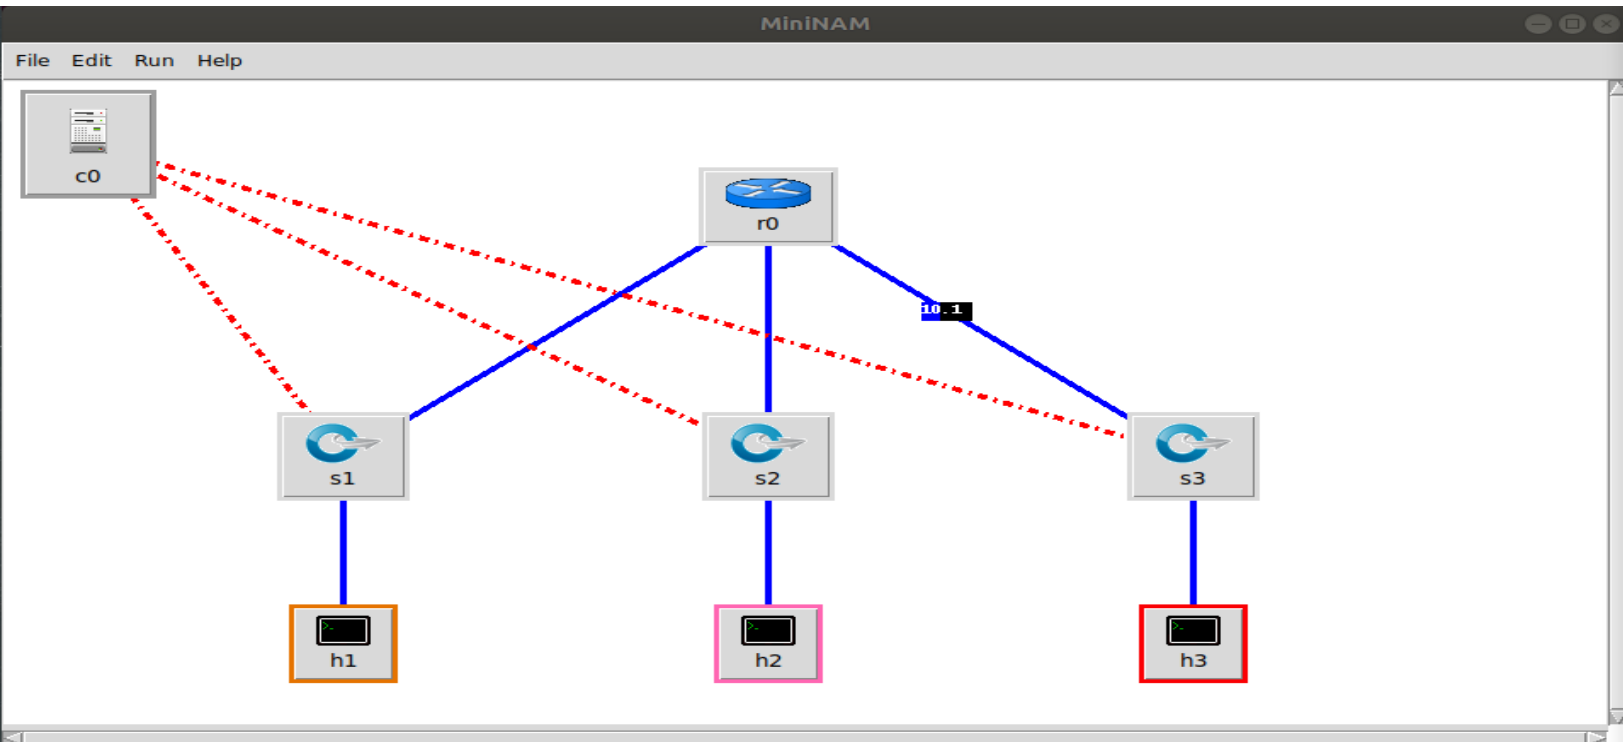 MiniNAM
File Edit Run Help
c0
r0
10.1
s1 s2 s3
>_ >_ >_
h1 h2 h3